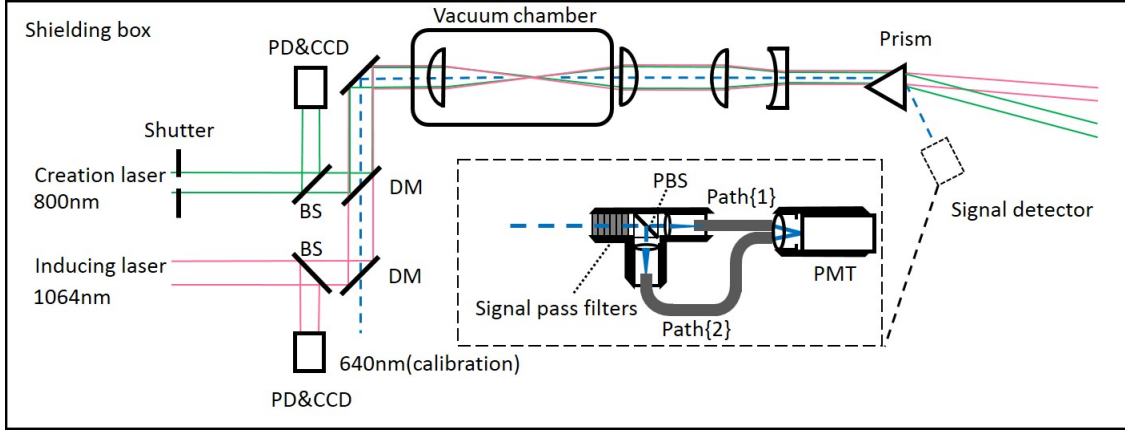 Shielding box
Vacuum chamber
PD&CCD
Prism
Shutter
Creation laser
800nm
DM
BS
Signal detector
PBS
Path{1}
BS
Inducing laser
1064nm
DM
PMT
Signal pass filters
Path{2}
640nm(calibration)
PD&CCD